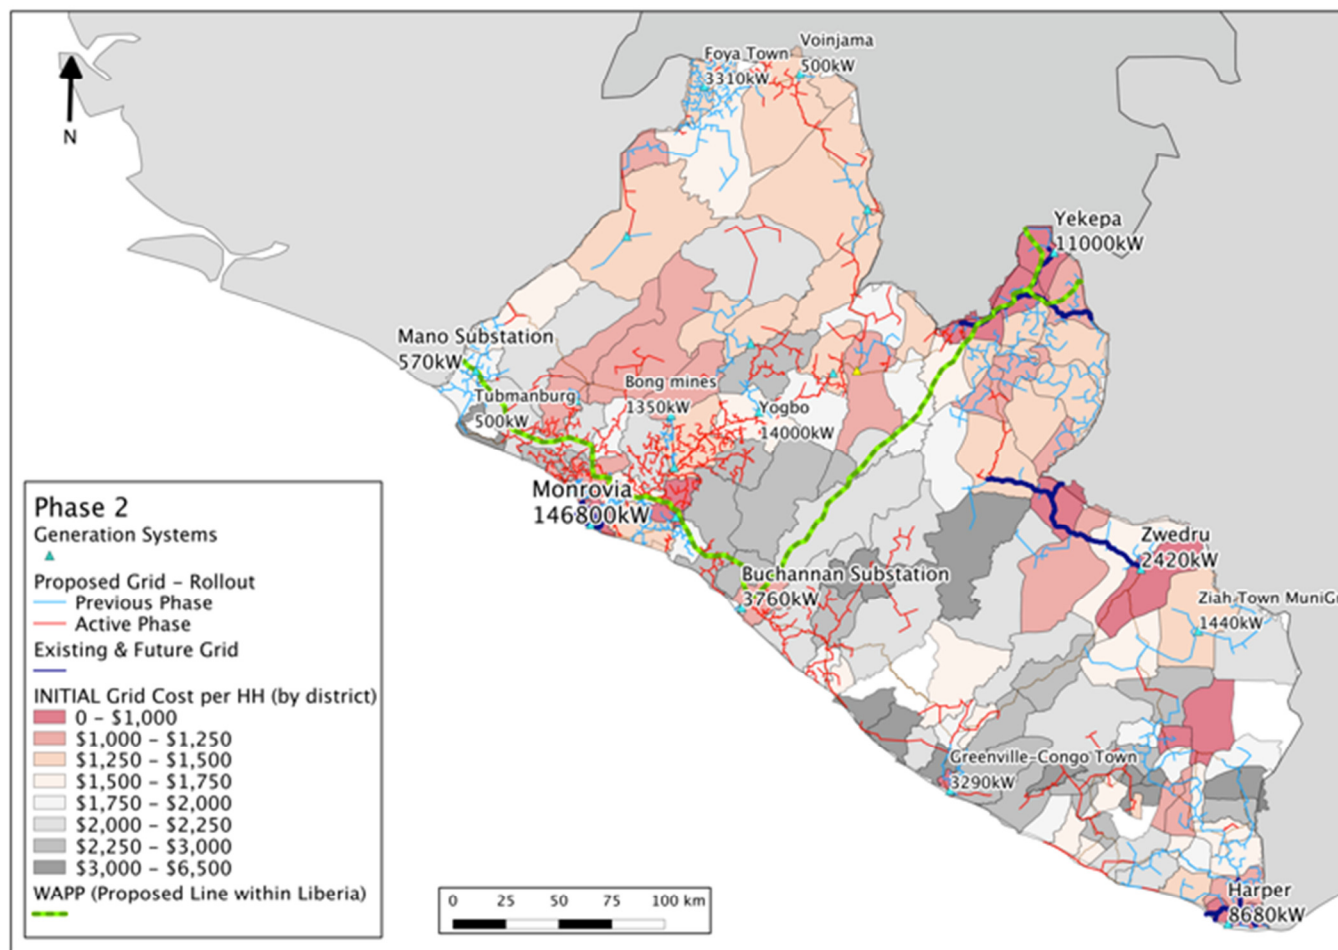 Voinjama
500kW
Foya Town
3310kW
N
Yekepa
11000kW
Mano Substation
570kW
Tubmanburg
500kW
Bong mines
1350kW
Yogbo
14000kW
Monrovia
146800kW
Zwedru
2420kW
Buchannan Substation
3760kW
Ziah Town MuniG
1440kW
Greenville-Congo Town
3290kW
Harper
8680kW
Phase 2
Generation Systems
Proposed Grid - Rollout
Previous Phase
Active Phase
Existing & Future Grid
INITIAL Grid Cost per HH (by district)
0 - $1,000
$1,000 - $1,250
$1,250 - $1,500
$1,500 - $1,750
$1,750 - $2,000
$2,000 - $2,250
$2,250 - $3,000
$3,000 - $6,500
WAPP (Proposed Line within Liberia)
0 25 50 75 100 km